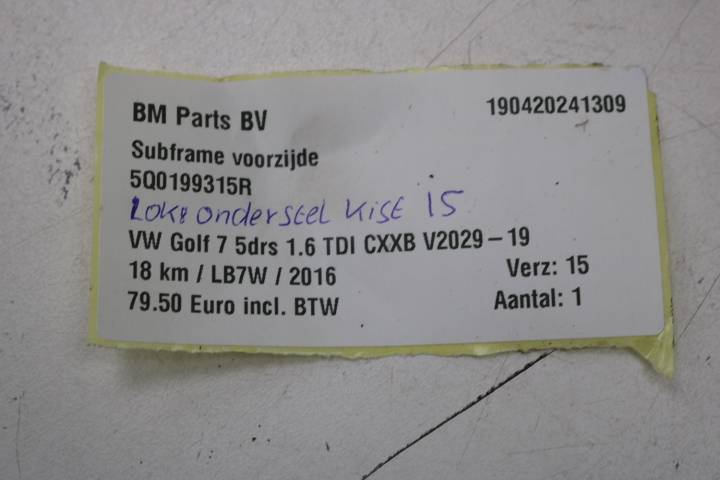 BM Parts BV 190420241309
Subframe voorzijde
5Q0199315R
Lok: onderstel Kist 15
VW Golf 7 5drs 1.6 TDI CXXB V2029-19
18 km / LB7W / 2016 Verz: 15
79.50 Euro incl. BTW Aantal: 1